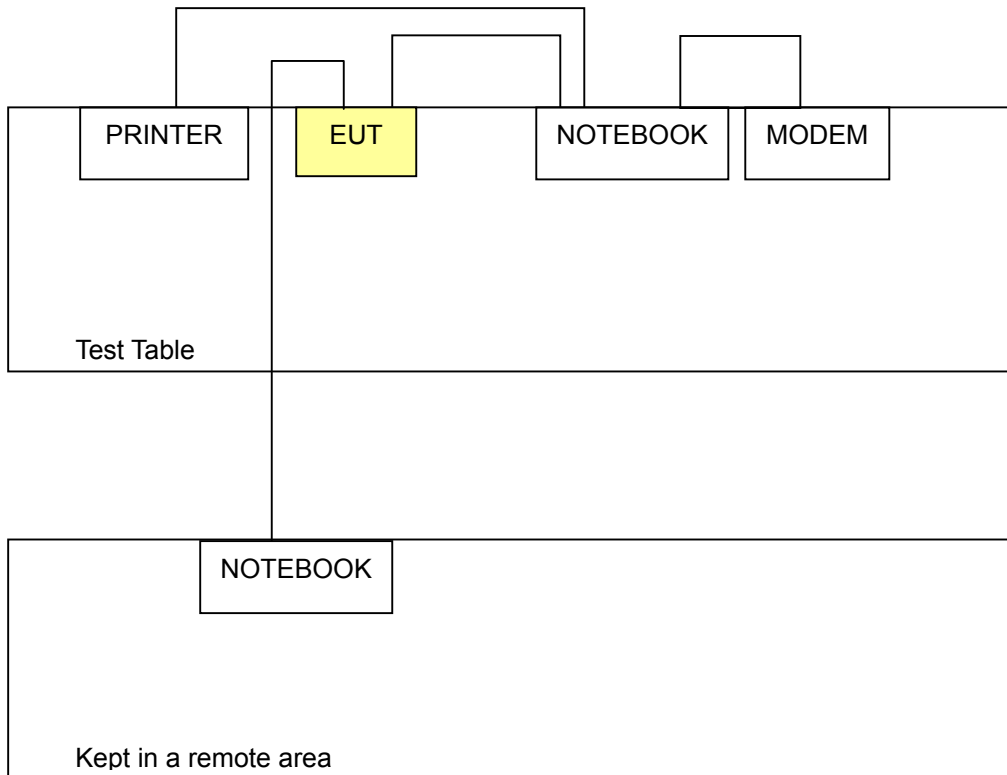 PRINTER
EUT
NOTEBOOK
MODEM
Test Table
NOTEBOOK
Kept in a remote area